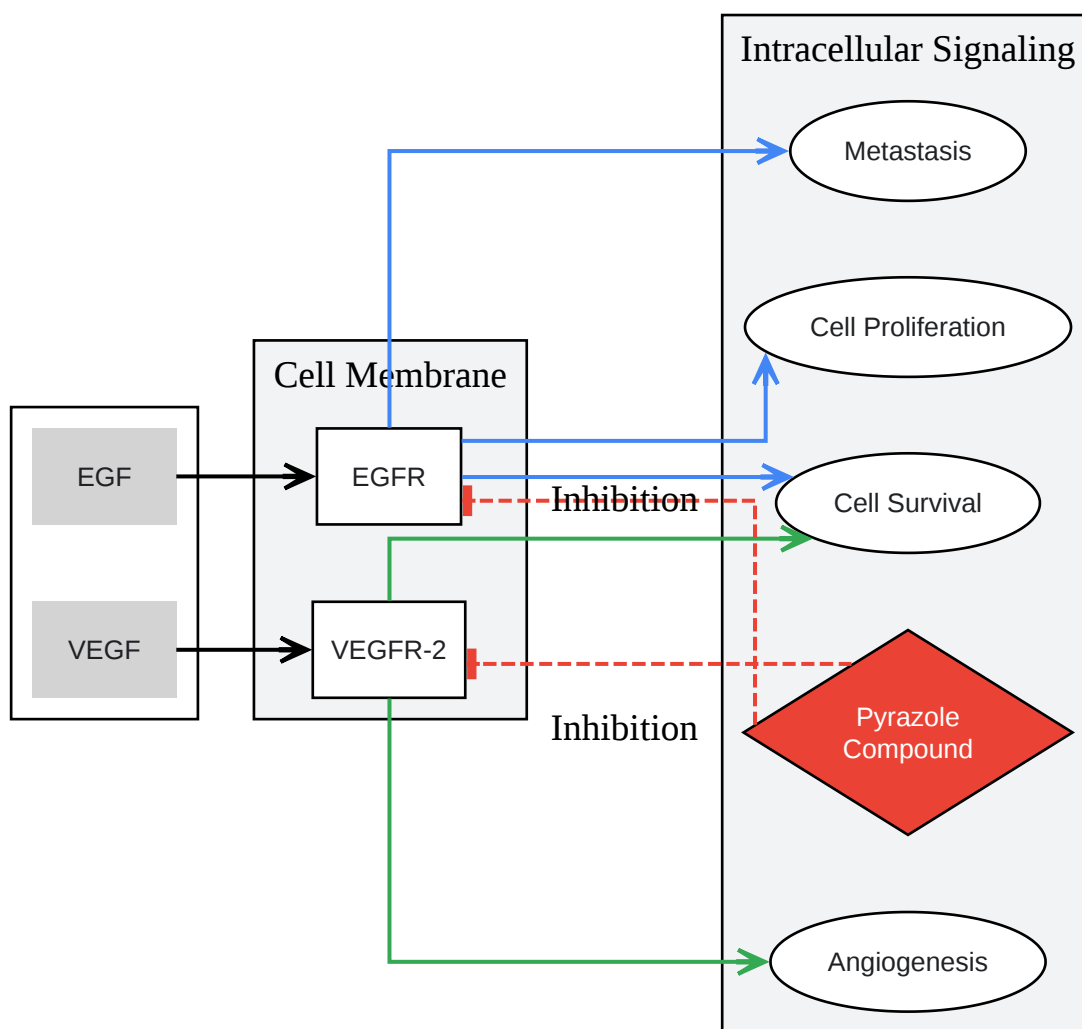 Intracellular Signaling
Metastasis
Cell Proliferation
Cell Membrane
EGF
EGFR
Inhibition
Cell Survival
VEGF
VEGFR-2
Inhibition
Pyrazole
Compound
Angiogenesis